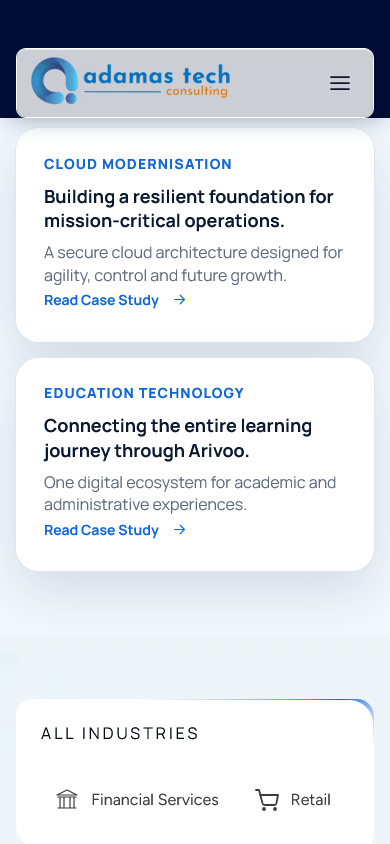 adamas tech
consulting
CLOUD MODERNISATION
Building a resilient foundation for
mission-critical operations.
A secure cloud architecture designed for
agility, control and future growth.
Read Case Study →
EDUCATION TECHNOLOGY
Connecting the entire learning
journey through Arivoo.
One digital ecosystem for academic and
administrative experiences.
Read Case Study →
ALL INDUSTRIES
Financial Services
Retail